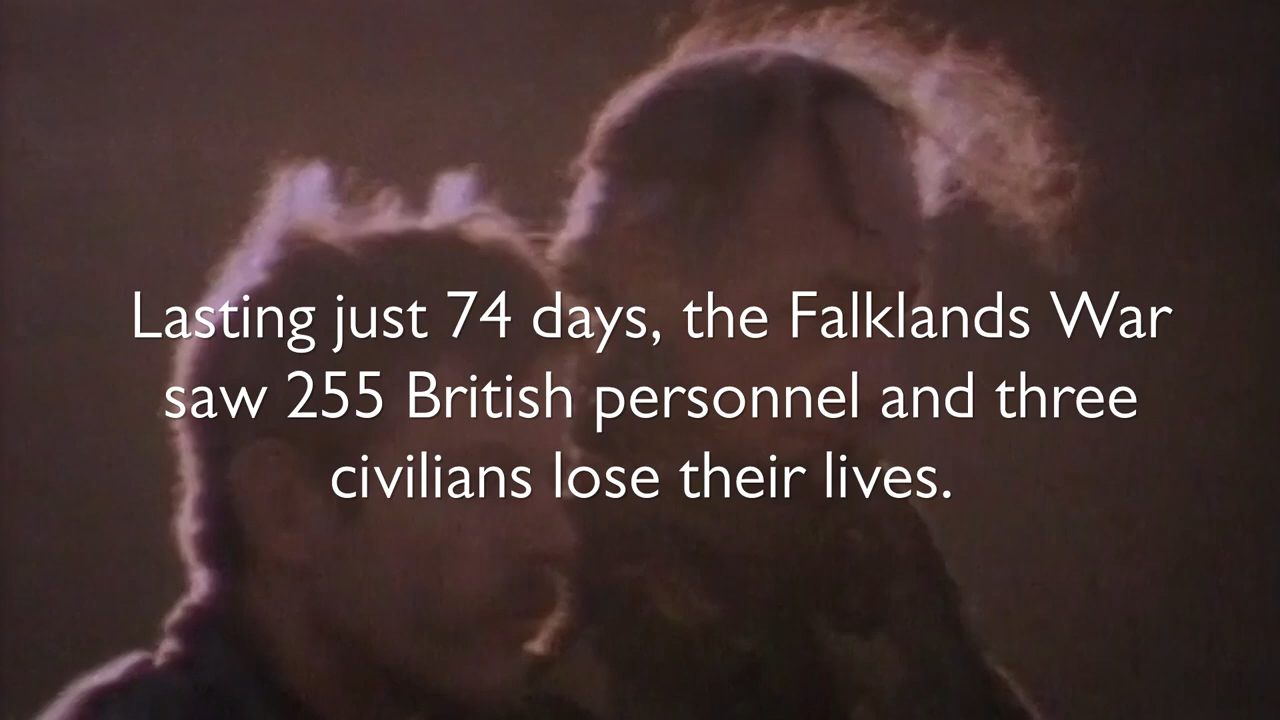 Lasting just 74 days, the Falklands War
saw 255 British personnel and three
civilians lose their lives.